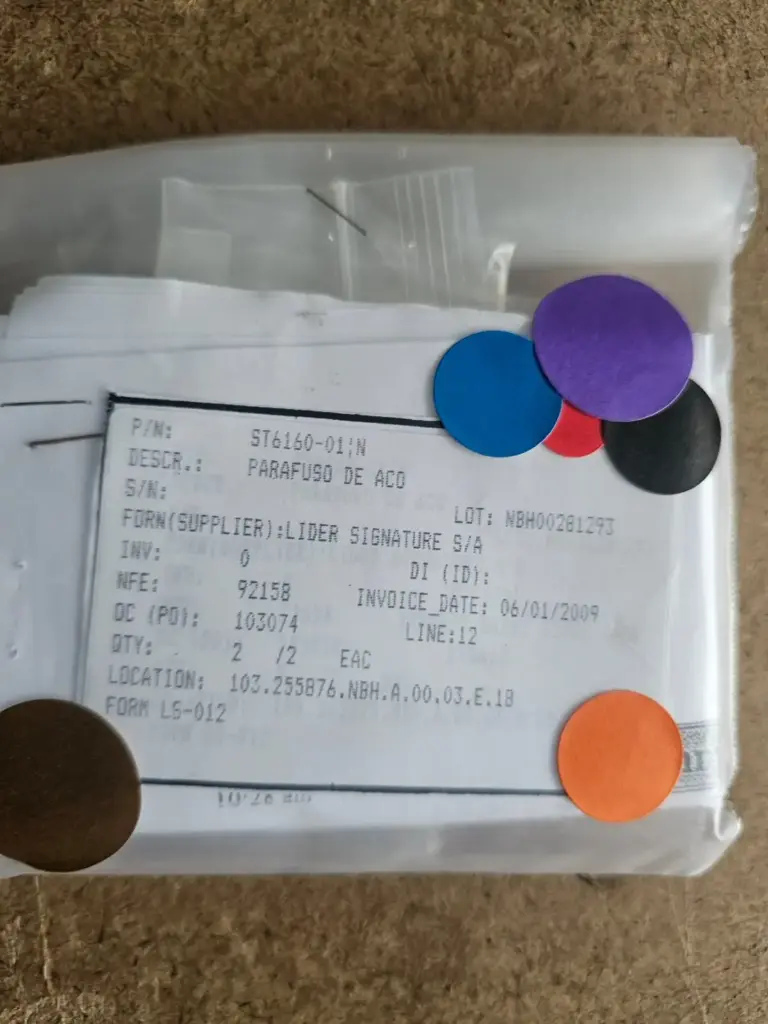 P/N: ST6160-01;N
DESCR.: PARAFUSO DE ACO
S/N: LOT: NBH00281293
FORN(SUPPLIER):LIDER SIGNATURE S/A
INV: 0 DI (ID):
NFE: 92158 INVOICE_DATE: 06/01/2009
OC (PO): 103074 LINE:12
QTY: 2 /2 EAC
LOCATION: 103.255876.NBH.A.00.03.E.18
FORM LS-012